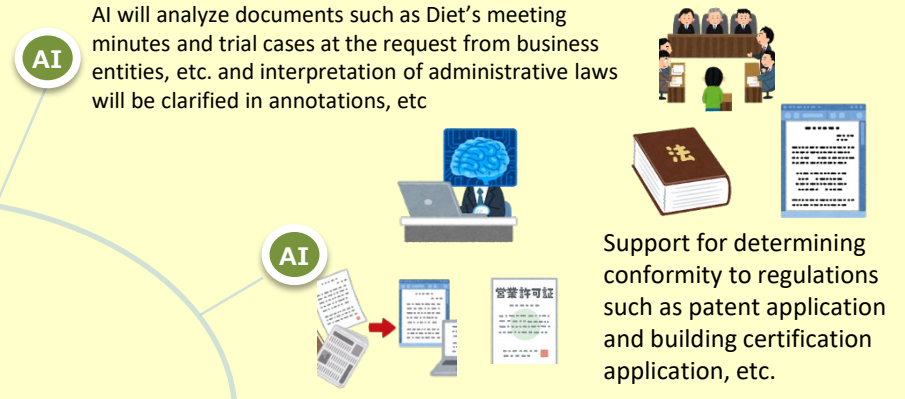 AI will analyze documents such as Diet's meeting
minutes and trial cases at the request from business
entities, etc. and interpretation of administrative laws
will be clarified in annotations, etc
AI
法
AI
営業許可証
Support for determining
conformity to regulations
such as patent application
and building certification
application, etc.